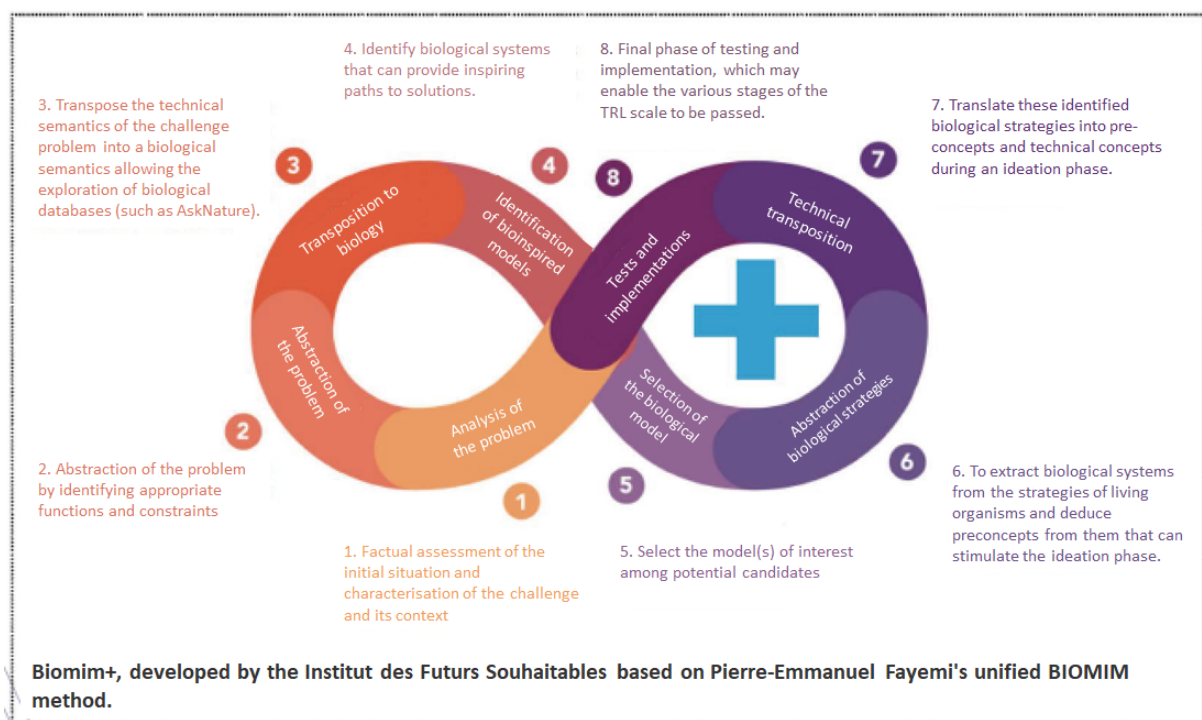 4. Identify biological systems
that can provide inspiring
paths to solutions.
8. Final phase of testing and
implementation, which may
enable the various stages of the
TRL scale to be passed.
3. Transpose the technical
semantics of the challenge
problem into a biological
semantics allowing the
exploration of biological
databases (such as AskNature).
7. Translate these identified
biological strategies into pre-
concepts and technical concepts
during an ideation phase.
3
4
8
7
Transposition to
biology
Identification
of bioinspired
models
Tests and
implementations
Technical
transposition
Abstraction of
the problem
Analysis of
the problem
Selection of
the biological
model
Abstraction of
biological strategies
2
1
5
6
2. Abstraction of the problem
by identifying appropriate
functions and constraints
6. To extract biological systems
from the strategies of living
organisms and deduce
preconcepts from them that can
stimulate the ideation phase.
1. Factual assessment of the
initial situation and
characterisation of the challenge
and its context
5. Select the model(s) of interest
among potential candidates
Biomim+, developed by the Institut des Futurs Souhaitables based on Pierre-Emmanuel Fayemi's unified BIOMIM
method.